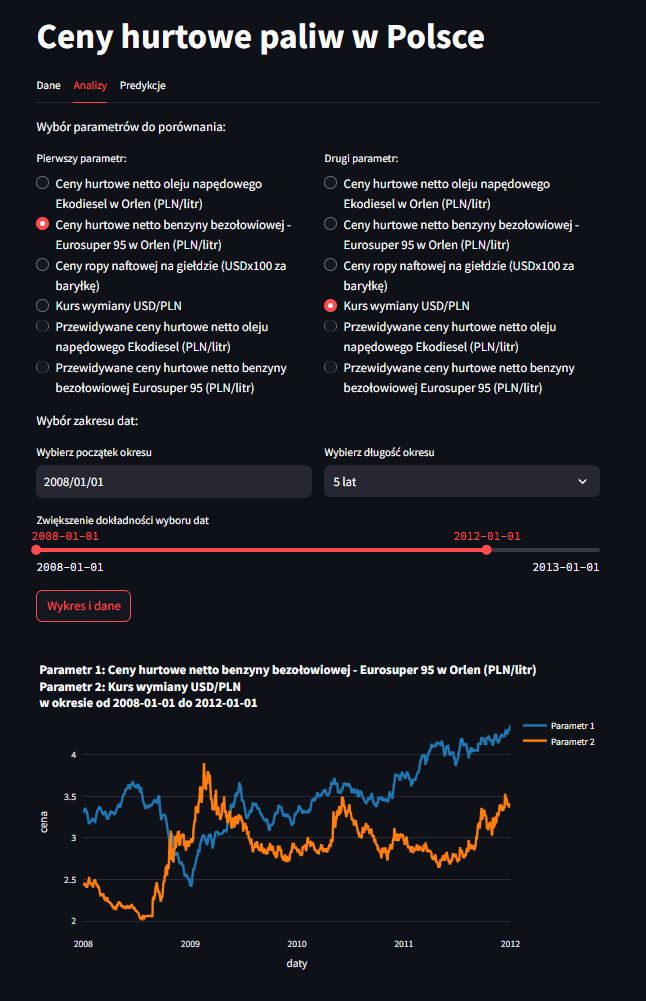 Ceny hurtowe paliw w Polsce
Dane Analizy Predykcje
Wybór parametrów do porównania:
Pierwszy parametr:
Ceny hurtowe netto oleju napędowego
Ekodiesel w Orlen (PLN/litr)
Ceny hurtowe netto benzyny bezołowiowej -
Eurosuper 95 w Orlen (PLN/litr)
Ceny ropy naftowej na giełdzie (USDx100 za
baryłkę)
Kurs wymiany USD/PLN
Przewidywane ceny hurtowe netto oleju
napędowego Ekodiesel (PLN/litr)
Przewidywane ceny hurtowe netto benzyny
bezołowiowej Eurosuper 95 (PLN/litr)
Drugi parametr:
Ceny hurtowe netto oleju napędowego
Ekodiesel w Orlen (PLN/litr)
Ceny hurtowe netto benzyny bezołowiowej -
Eurosuper 95 w Orlen (PLN/litr)
Ceny ropy naftowej na giełdzie (USDx100 za
baryłkę)
Kurs wymiany USD/PLN
Przewidywane ceny hurtowe netto oleju
napędowego Ekodiesel (PLN/litr)
Przewidywane ceny hurtowe netto benzyny
bezołowiowej Eurosuper 95 (PLN/litr)
Wybór zakresu dat:
Wybierz początek okresu
2008/01/01
Wybierz długość okresu
5 lat
Zwiększenie dokładności wyboru dat
2008-01-01 2012-01-01
2008-01-01 2013-01-01
Wykres i dane
Parametr 1: Ceny hurtowe netto benzyny bezołowiowej - Eurosuper 95 w Orlen (PLN/litr)
Parametr 2: Kurs wymiany USD/PLN
w okresie od 2008-01-01 do 2012-01-01
Parametr 1
Parametr 2
cena
4
3.5
3
2.5
2
2008 2009 2010 2011 2012
daty